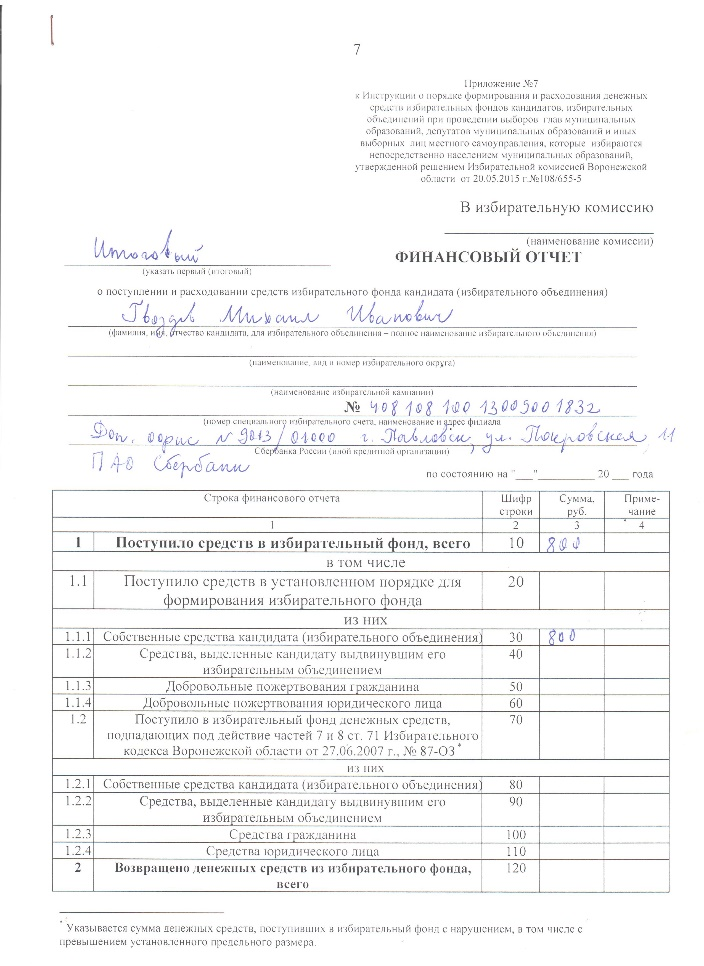 7
Приложение №7
к Инструкции о порядке формирования и расходования денежных
средств избирательных фондов кандидатов, избирательных
объединений при проведении выборов глав муниципальных
образований, депутатов муниципальных образований и иных
выборных лиц местного самоуправления, которые избираются
непосредственно населением муниципальных образований,
утвержденной решением Избирательной комиссией Воронежской
области от 20.05.2015 г.№108/655-5
В избирательную комиссию
(наименование комиссии)
Итоговый
(указать первый (итоговый)
ФИНАНСОВЫЙ ОТЧЕТ
о поступлении и расходовании средств избирательного фонда кандидата (избирательного объединения)
Гвоздев Михаил Иванович
(фамилия, имя, отчество кандидата, для избирательного объединения – полное наименование избирательного объединения)
(наименование, вид и номер избирательного округа)
(наименование избирательной кампании)
№ 408 108 100 13005001832
(номер специального избирательного счета, наименование и адрес филиала
Доп. офис N 9013/01000 г. Павловск, ул. Покровская 11
Сбербанка России (иной кредитной организации)
ПАО Сбербанк
по состоянию на "___"__________ 20 ___ года
Строка финансового отчета Шифр строки Сумма, руб. Приме-чание
1 2 3 4
1 Поступило средств в избирательный фонд, всего 10 800
в том числе
1.1 Поступило средств в установленном порядке для 20
формирования избирательного фонда
из них
1.1.1 Собственные средства кандидата (избирательного объединения) 30 800
1.1.2 Средства, выделенные кандидату выдвинувшим его 40
избирательным объединением
1.1.3 Добровольные пожертвования гражданина 50
1.1.4 Добровольные пожертвования юридического лица 60
1.2 Поступило в избирательный фонд денежных средств, 70
подпадающих под действие частей 7 и 8 ст. 71 Избирательного
кодекса Воронежской области от 27.06.2007 г., № 87-ОЗ*
из них
1.2.1 Собственные средства кандидата (избирательного объединения) 80
1.2.2 Средства, выделенные кандидату выдвинувшим его 90
избирательным объединением
1.2.3 Средства гражданина 100
1.2.4 Средства юридического лица 110
2 Возвращено денежных средств из избирательного фонда, 120
всего
* Указывается сумма денежных средств, поступивших в избирательный фонд с нарушением, в том числе с
превышением установленного предельного размера.